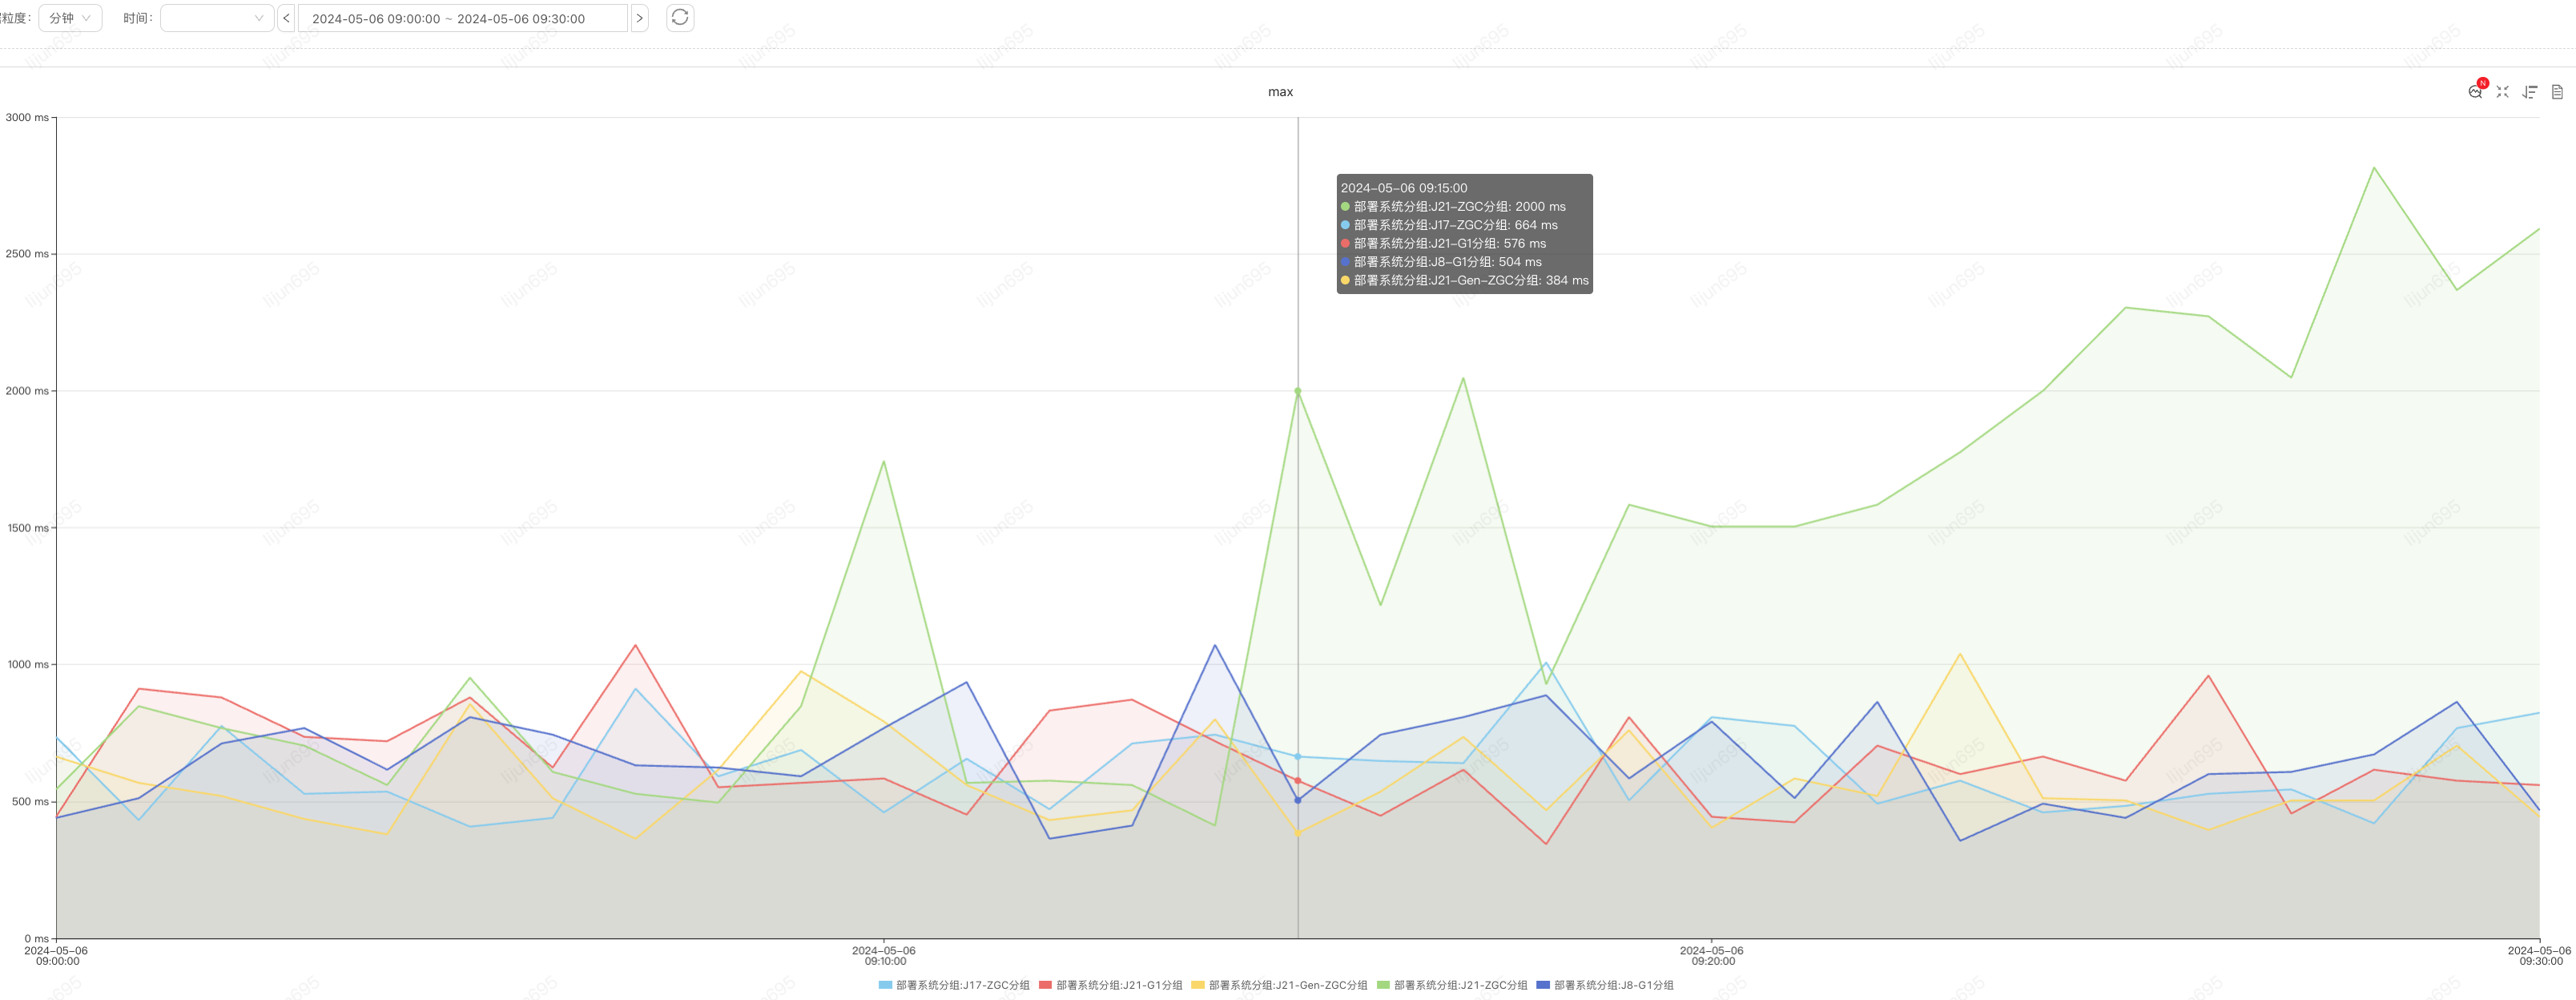 粒度: 分钟 时间: < 2024-05-06 09:00:00 ~ 2024-05-06 09:30:00 >
max
N
3000 ms
2500 ms
2000 ms
1500 ms
1000 ms
500 ms
0 ms
2024-05-06 09:15:00
部署系统分组:J21-ZGC分组: 2000 ms
部署系统分组:J17-ZGC分组: 664 ms
部署系统分组:J21-G1分组: 576 ms
部署系统分组:J8-G1分组: 504 ms
部署系统分组:J21-Gen-ZGC分组: 384 ms
2024-05-06
09:00:00
2024-05-06
09:10:00
2024-05-06
09:20:00
2024-05-06
09:30:00
部署系统分组:J17-ZGC分组 部署系统分组:J21-G1分组 部署系统分组:J21-Gen-ZGC分组 部署系统分组:J21-ZGC分组 部署系统分组:J8-G1分组